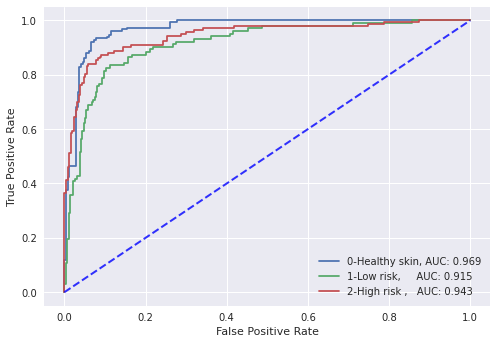 1.0
0.8
0.6
0.4
0.2
0.0
True Positive Rate
0-Healthy skin, AUC: 0.969
1-Low risk,     AUC: 0.915
2-High risk ,   AUC: 0.943
0.0 0.2 0.4 0.6 0.8 1.0
False Positive Rate